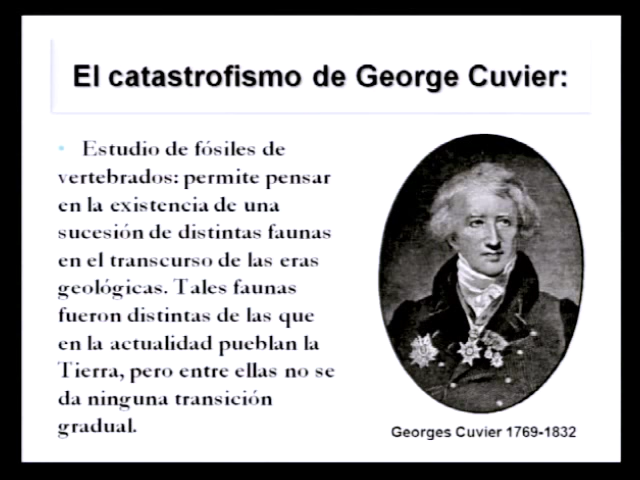 El catastrofismo de George Cuvier:
• Estudio de fósiles de
vertebrados: permite pensar
en la existencia de una
sucesión de distintas faunas
en el transcurso de las eras
geológicas. Tales faunas
fueron distintas de las que
en la actualidad pueblan la
Tierra, pero entre ellas no se
da ninguna transición
gradual.
Georges Cuvier 1769-1832